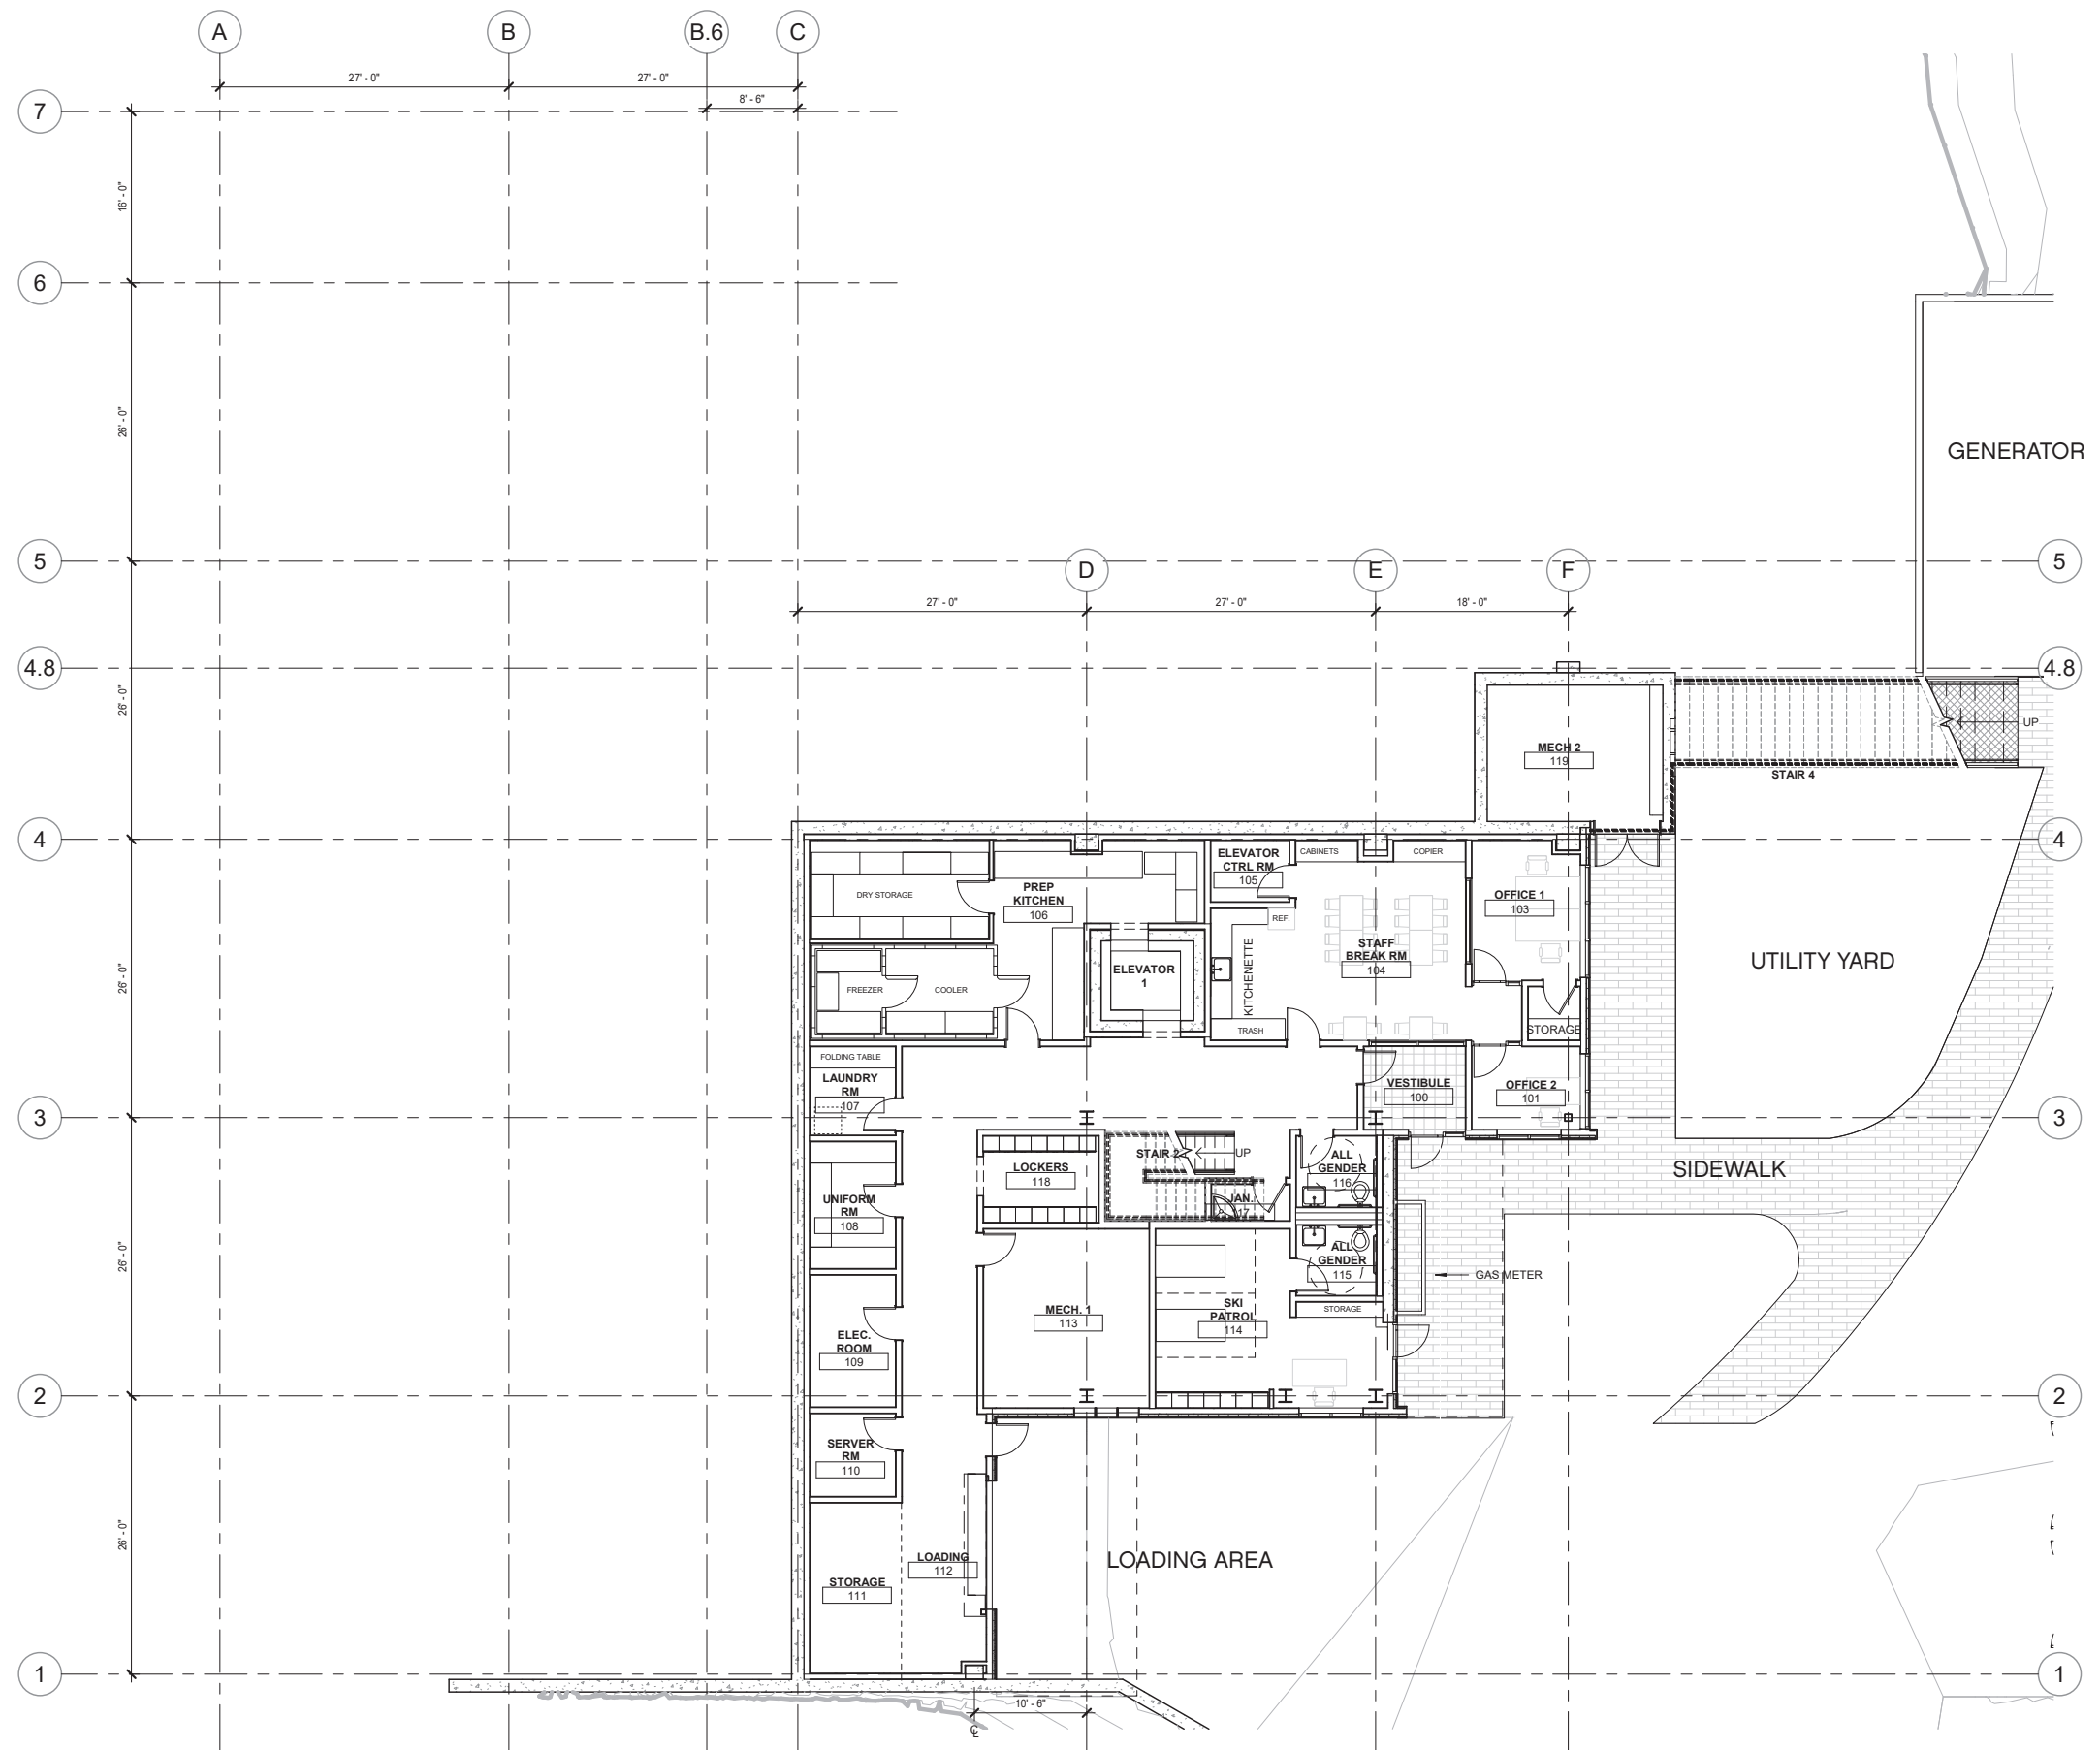 A
B
B.6
C
27' - 0"
27' - 0"
8' - 6"
7
16' - 0"
6
26' - 0"
GENERATOR
5
D
E
F
5
27' - 0"
27' - 0"
18' - 0"
4.8
4.8
26' - 0"
UP
MECH 2
119
STAIR 4
4
4
ELEVATOR
CTRL RM
105
CABINETS
COPIER
DRY STORAGE
PREP
KITCHEN
106
OFFICE 1
103
REF.
STAFF
BREAK RM
104
KITCHENETTE
UTILITY YARD
26' - 0"
ELEVATOR
1
FREEZER
COOLER
TRASH
STORAGE
FOLDING TABLE
LAUNDRY
RM
107
VESTIBULE
100
OFFICE 2
101
3
3
STAIR 2
UP
ALL
GENDER
116
LOCKERS
118
SIDEWALK
UNIFORM
RM
108
JAN.
26' - 0"
ALL
GENDER
115
GAS METER
MECH. 1
113
SKI
PATROL
114
STORAGE
ELEC.
ROOM
109
2
2
SERVER
RM
110
26' - 0"
LOADING
112
LOADING AREA
STORAGE
111
1
1
10' - 6"